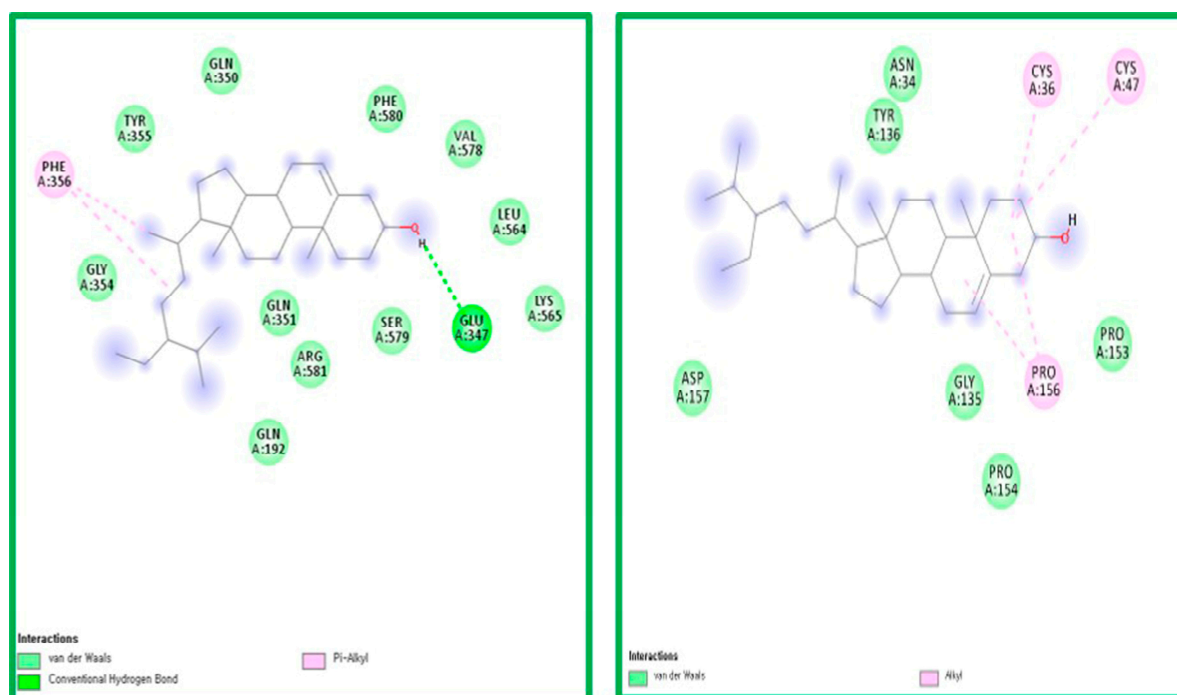 GLN
A:350
PHE
A:580
TYR
A:355
VAL
A:578
PHE
A:356
LEU
A:564
O
H
GLY
A:354
GLN
A:351
SER
A:579
GLU
A:347
LYS
A:565
ARG
A:581
GLN
A:192
Interactions
van der Waals
Conventional Hydrogen Bond
Pi-Alkyl
ASN
A:34
TYR
A:136
CYS
A:36
CYS
A:47
H
O
PRO
A:153
ASP
A:157
GLY
A:135
PRO
A:156
PRO
A:154
Interactions
van der Waals
Alkyl